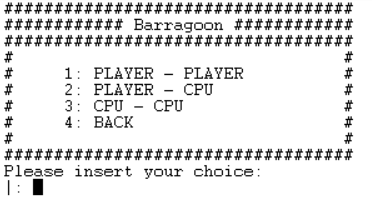 ###################################
############ Barragoon ############
###################################
#                                 #
#     1: PLAYER - PLAYER          #
#     2: PLAYER - CPU             #
#     3: CPU - CPU                #
#     4: BACK                     #
#                                 #
###################################
Please insert your choice:
|: